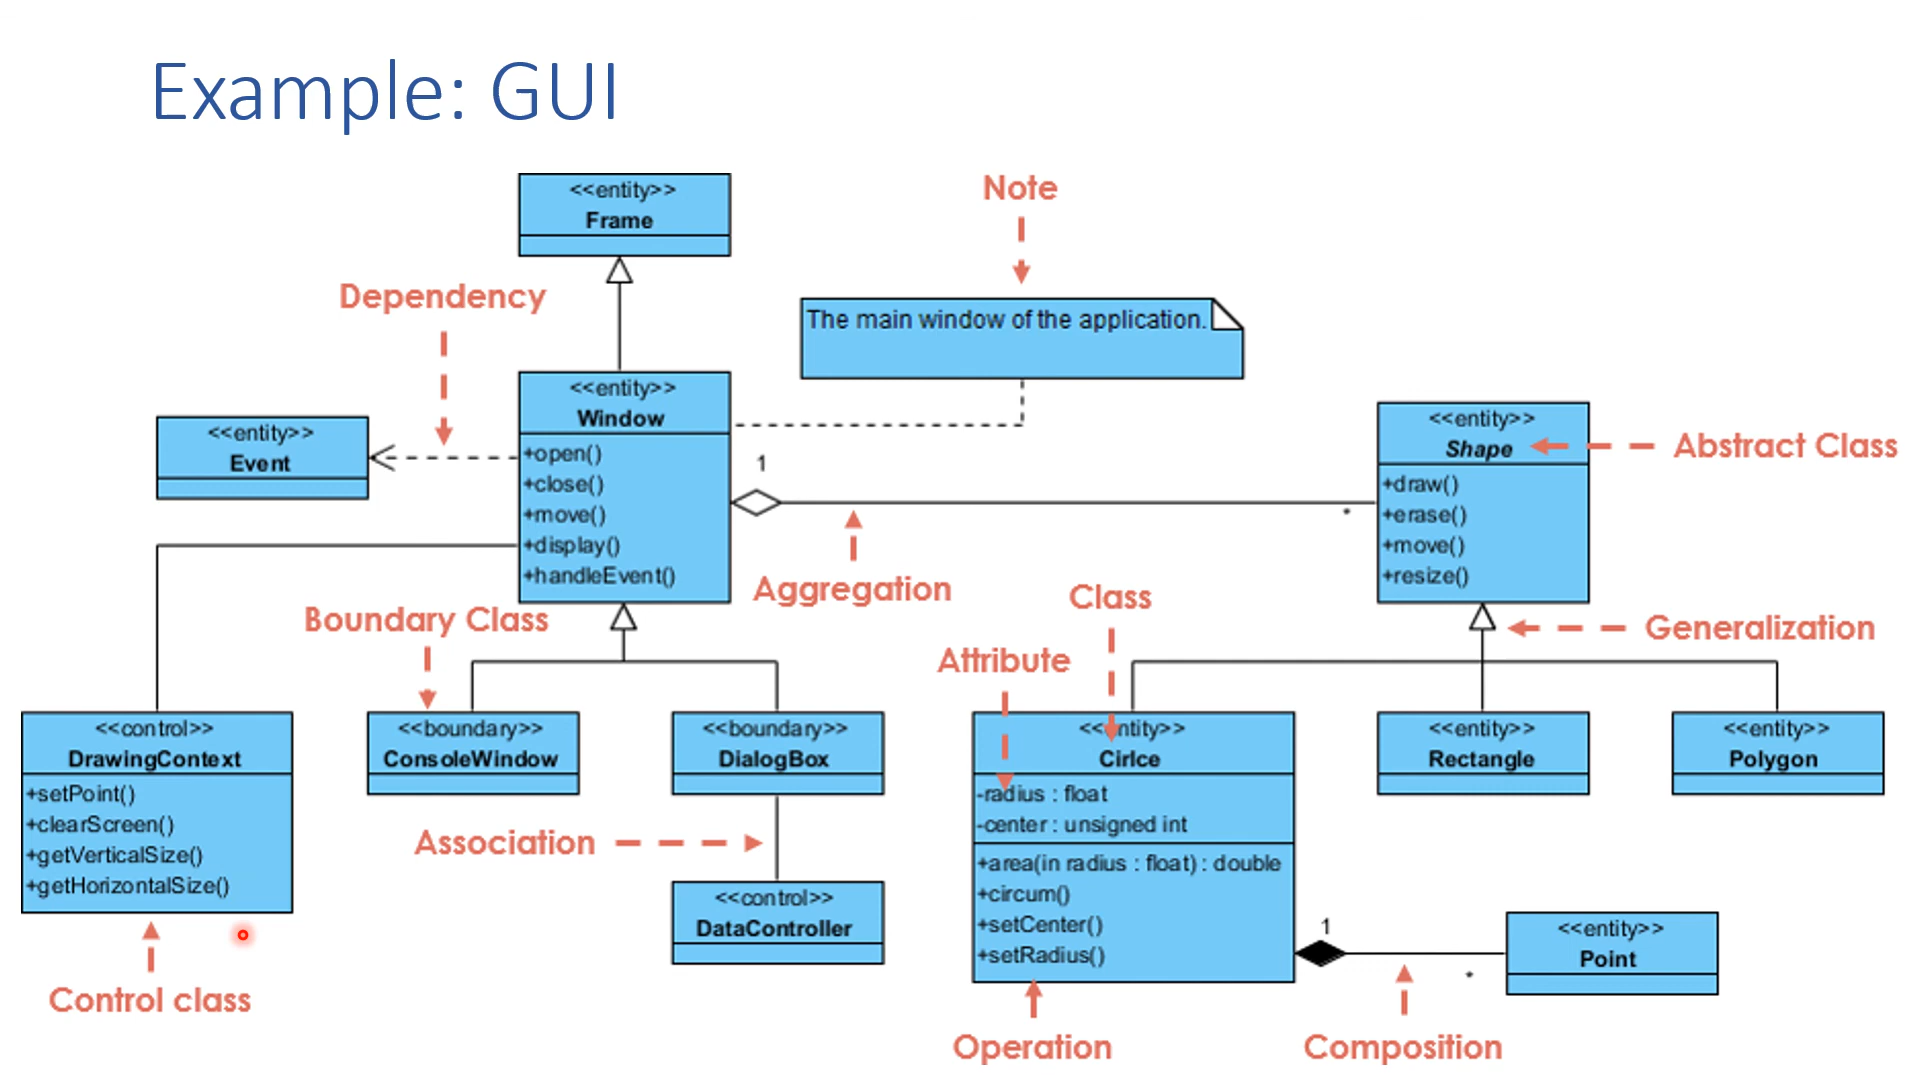 Example: GUI
<<entity>>
Frame
Note
Dependency
The main window of the application.
<<entity>>
Window
+open()
+close()
+move()
+display()
+handleEvent()
<<entity>>
Event
1
*
Aggregation
<<entity>>
Shape
+draw()
+erase()
+move()
+resize()
Abstract Class
Generalization
Boundary Class
Class
Attribute
<<control>>
DrawingContext
+setPoint()
+clearScreen()
+getVerticalSize()
+getHorizontalSize()
Control class
<<boundary>>
ConsoleWindow
<<boundary>>
DialogBox
Association
<<control>>
DataController
<<entity>>
Cirlce
-radius : float
-center : unsigned int
+area(in radius : float) : double
+circum()
+setCenter()
+setRadius()
Operation
<<entity>>
Rectangle
<<entity>>
Polygon
1
*
Composition
<<entity>>
Point